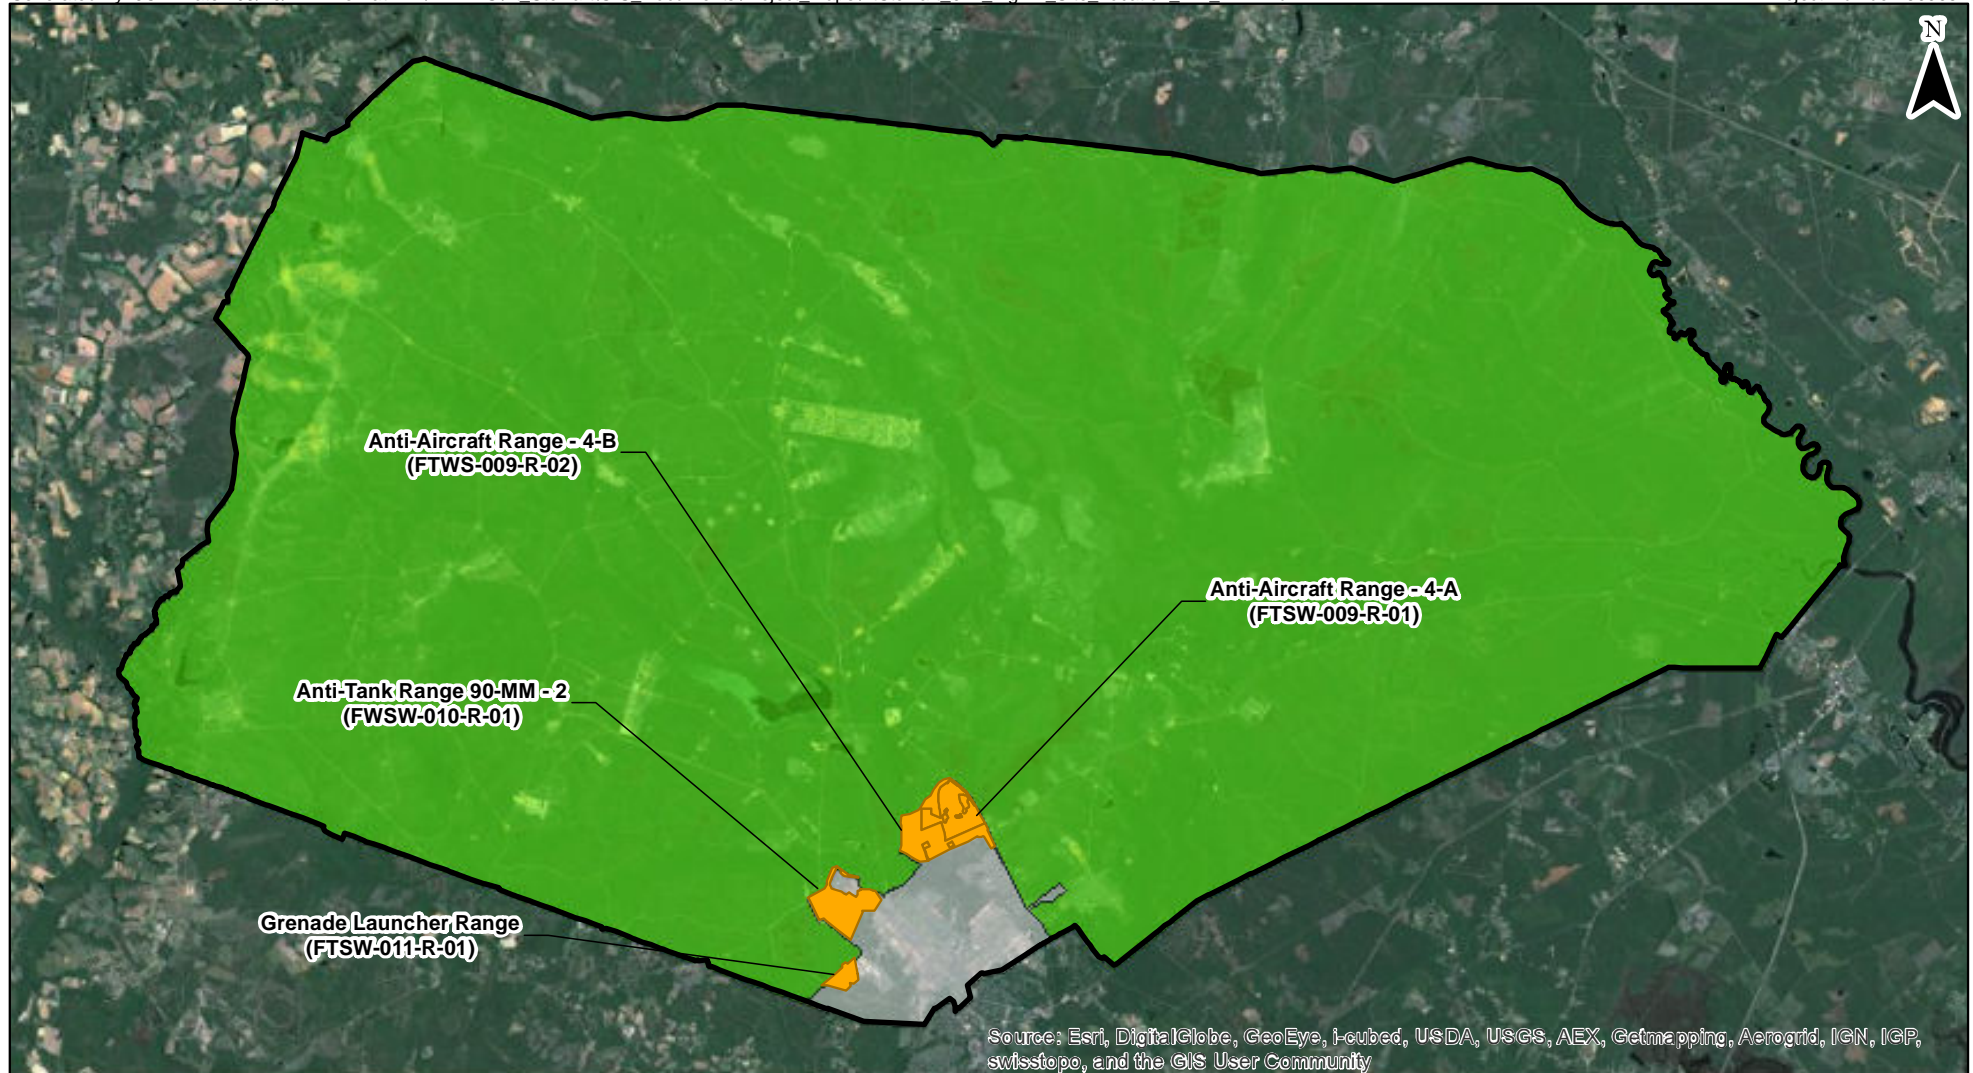 N
Anti-Aircraft Range - 4-B
(FTWS-009-R-02)
Anti-Aircraft Range - 4-A
(FTSW-009-R-01)
Anti-Tank Range 90-MM - 2
(FWSW-010-R-01)
Grenade Launcher Range
(FTSW-011-R-01)
Source: Esri, DigitalGlobe, GeoEye, i-cubed, USDA, USGS, AEX, Getmapping, Aerogrid, IGN, IGP,
swisstopo, and the GIS User Community